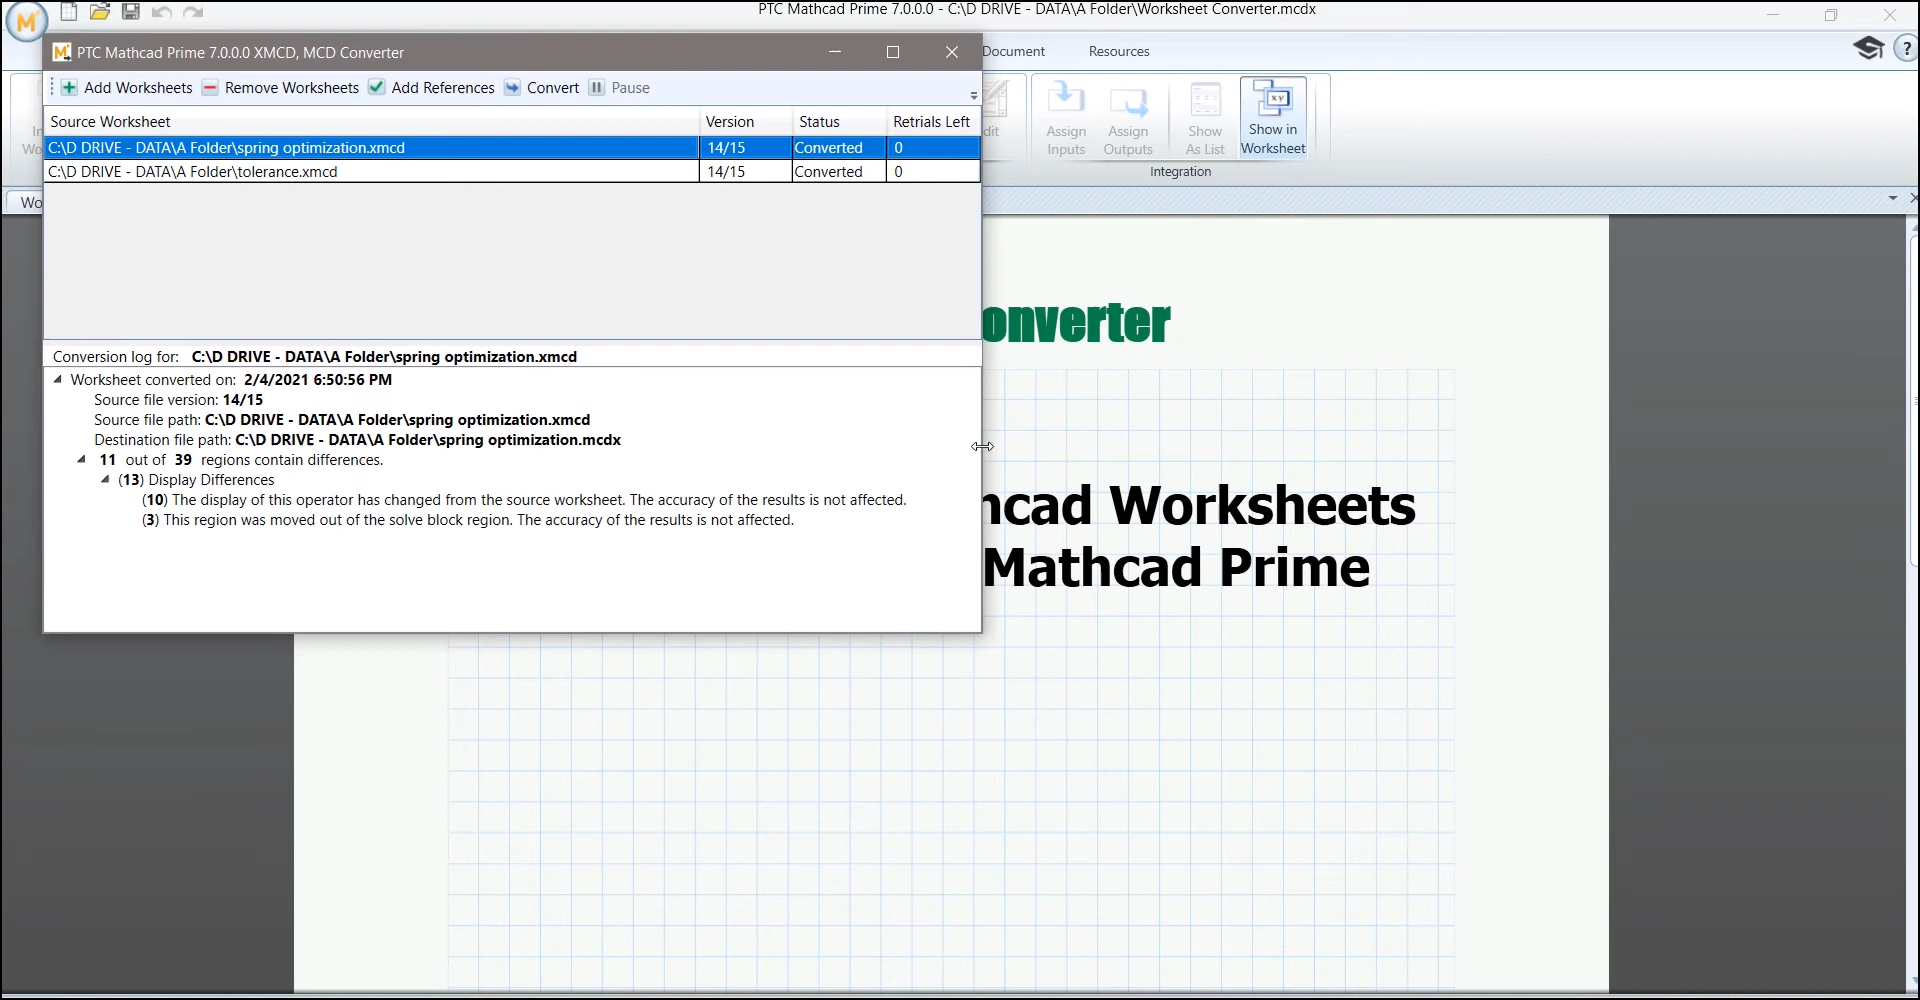 PTC Mathcad Prime 7.0.0.0 - C:\D DRIVE - DATA\A Folder\Worksheet Converter.mcdx
PTC Mathcad Prime 7.0.0.0 XMCD, MCD Converter
Document Resources
Add Worksheets Remove Worksheets Add References Convert Pause
Source Worksheet Version Status Retrials Left
C:\D DRIVE - DATA\A Folder\spring optimization.xmcd 14/15 Converted 0
C:\D DRIVE - DATA\A Folder\tolerance.xmcd 14/15 Converted 0
Assign Inputs
Assign Outputs
Show As List
Show in Worksheet
Integration
Wo
Conversion log for: C:\D DRIVE - DATA\A Folder\spring optimization.xmcd
Worksheet converted on: 2/4/2021 6:50:56 PM
Source file version: 14/15
Source file path: C:\D DRIVE - DATA\A Folder\spring optimization.xmcd
Destination file path: C:\D DRIVE - DATA\A Folder\spring optimization.mcdx
11 out of 39 regions contain differences.
(13) Display Differences
(10) The display of this operator has changed from the source worksheet. The accuracy of the results is not affected.
(3) This region was moved out of the solve block region. The accuracy of the results is not affected.
onverter
hcad Worksheets
Mathcad Prime